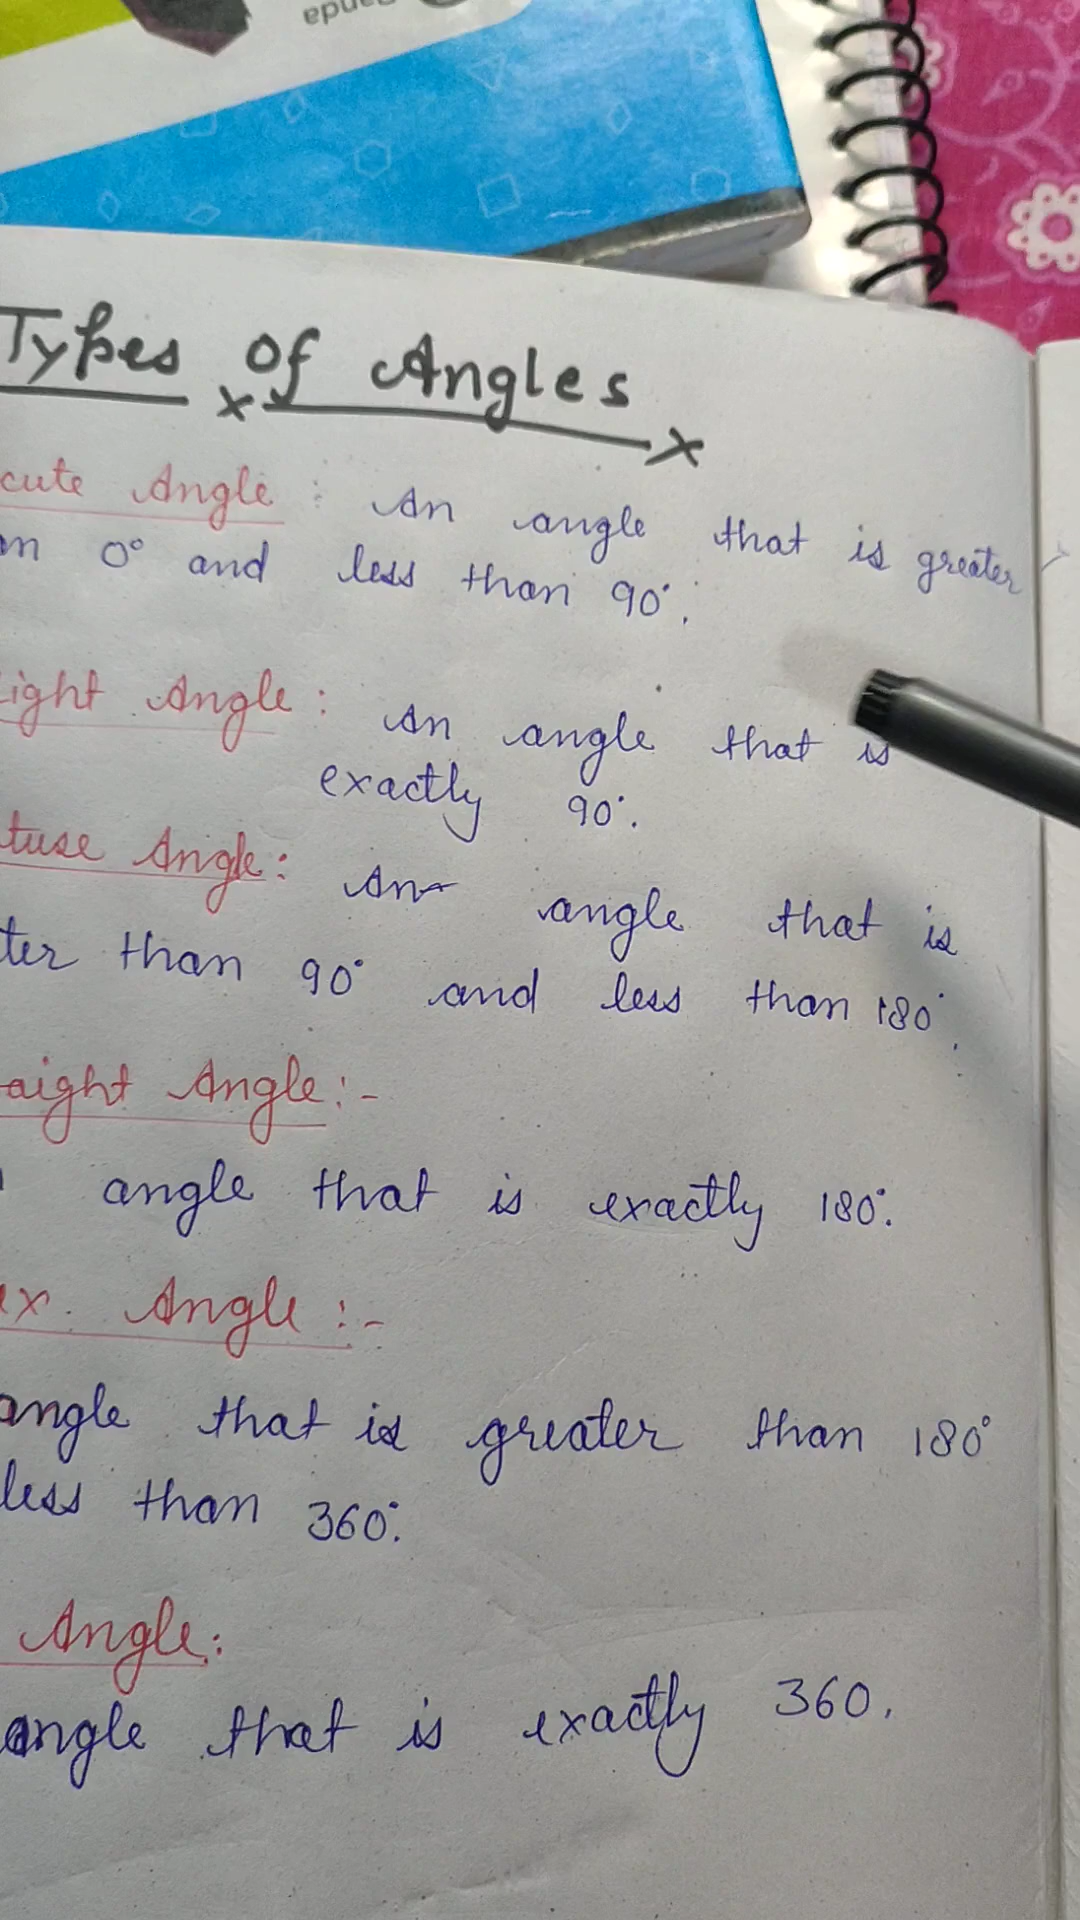 Types of Angles
cute Angle : An angle that is greater
an 0° and less than 90°.
ight Angle : An angle that is
exactly 90°.
tuse Angle : An angle that is
ter than 90° and less than 180°.
aight Angle :-
angle that is exactly 180°.
ex. Angle :-
angle that is greater than 180°
less than 360°.
Angle :
angle that is exactly 360.